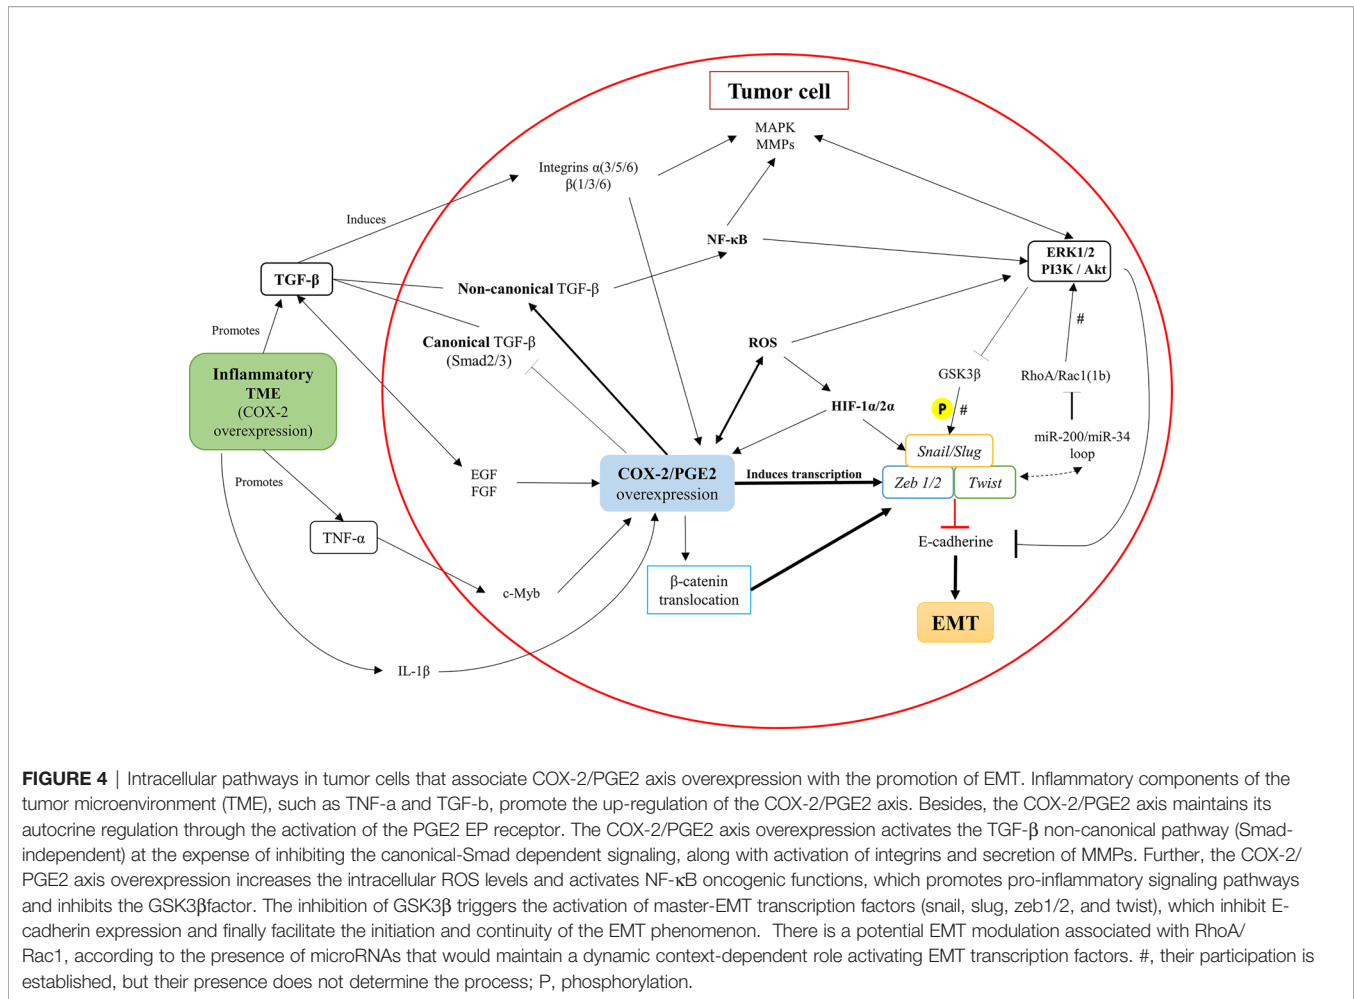 Tumor cell
MAPK
MMPs
Integrins α(3/5/6)
β(1/3/6)
Induces
NF-κB
ERK1/2
PI3K / Akt
TGF-β
Non-canonical TGF-β
#
Promotes
Canonical TGF-β
(Smad2/3)
ROS
GSK3β
RhoA/Rac1(1b)
Inflammatory
TME
(COX-2
overexpression)
HIF-1α/2α
P
#
miR-200/miR-34
loop
Snail/Slug
EGF
FGF
COX-2/PGE2
overexpression
Induces transcription
Zeb 1/2
Twist
Promotes
TNF-α
E-cadherine
β-catenin
translocation
c-Myb
EMT
IL-1β
FIGURE 4 | Intracellular pathways in tumor cells that associate COX-2/PGE2 axis overexpression with the promotion of EMT. Inflammatory components of the
tumor microenvironment (TME), such as TNF-a and TGF-b, promote the up-regulation of the COX-2/PGE2 axis. Besides, the COX-2/PGE2 axis maintains its
autocrine regulation through the activation of the PGE2 EP receptor. The COX-2/PGE2 axis overexpression activates the TGF-β non-canonical pathway (Smad-
independent) at the expense of inhibiting the canonical-Smad dependent signaling, along with activation of integrins and secretion of MMPs. Further, the COX-2/
PGE2 axis overexpression increases the intracellular ROS levels and activates NF-κB oncogenic functions, which promotes pro-inflammatory signaling pathways
and inhibits the GSK3βfactor. The inhibition of GSK3β triggers the activation of master-EMT transcription factors (snail, slug, zeb1/2, and twist), which inhibit E-
cadherin expression and finally facilitate the initiation and continuity of the EMT phenomenon. There is a potential EMT modulation associated with RhoA/
Rac1, according to the presence of microRNAs that would maintain a dynamic context-dependent role activating EMT transcription factors. #, their participation is
established, but their presence does not determine the process; P, phosphorylation.